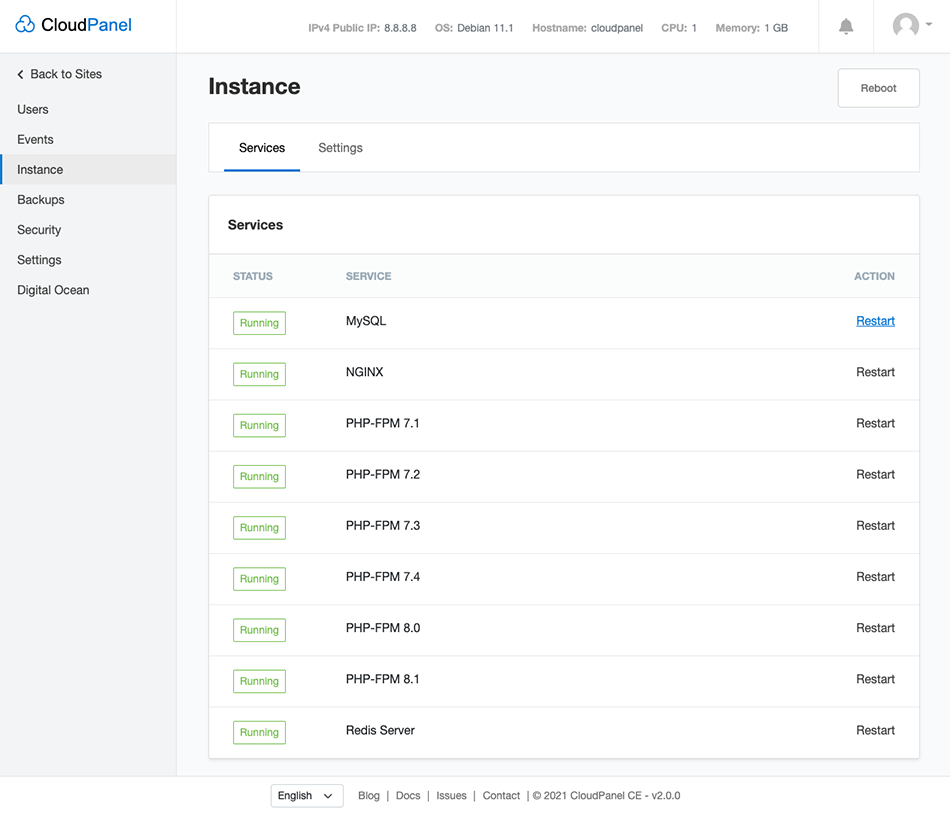 CloudPanel
IPv4 Public IP: 8.8.8.8 OS: Debian 11.1 Hostname: cloudpanel CPU: 1 Memory: 1 GB
Back to Sites
Users
Events
Instance
Backups
Security
Settings
Digital Ocean
Instance
Reboot
Services Settings
Services
STATUS SERVICE ACTION
Running MySQL Restart
Running NGINX Restart
Running PHP-FPM 7.1 Restart
Running PHP-FPM 7.2 Restart
Running PHP-FPM 7.3 Restart
Running PHP-FPM 7.4 Restart
Running PHP-FPM 8.0 Restart
Running PHP-FPM 8.1 Restart
Running Redis Server Restart
English Blog | Docs | Issues | Contact | © 2021 CloudPanel CE - v2.0.0